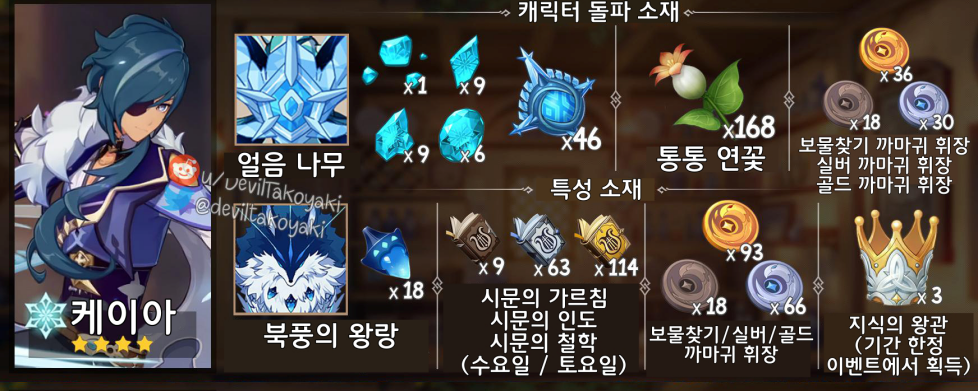 캐릭터 돌파 소재
얼음 나무
x1
x9
x9
x6
x46
x168
통통 연꽃
x36
x18
x30
보물찾기 까마귀 휘장
실버 까마귀 휘장
골드 까마귀 휘장
u/DevilTakoyaki
@deviltakoyaki
케이아
특성 소재
북풍의 왕랑
x18
x9
x63
x114
시문의 가르침
시문의 인도
시문의 철학
(수요일 / 토요일)
x93
x18
x66
보물찾기/실버/골드
까마귀 휘장
x3
지식의 왕관
(기간 한정
이벤트에서 획득)